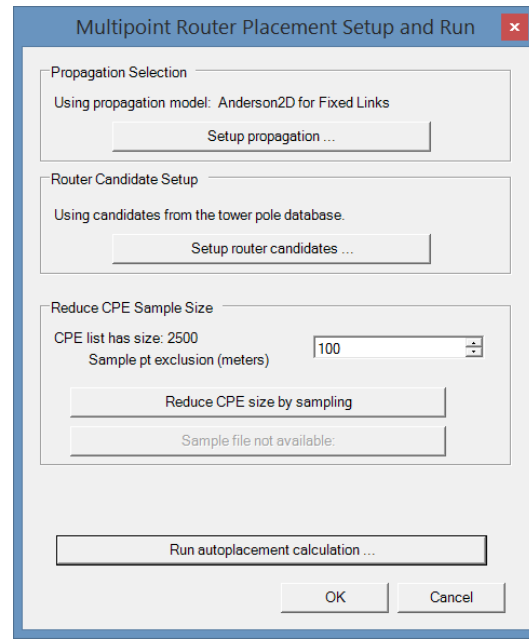 Multipoint Router Placement Setup and Run
Propagation Selection
Using propagation model: Anderson2D for Fixed Links
Setup propagation ...
Router Candidate Setup
Using candidates from the tower pole database.
Setup router candidates ...
Reduce CPE Sample Size
CPE list has size: 2500
Sample pt exclusion (meters)
100
Reduce CPE size by sampling
Sample file not available:
Run autoplacement calculation ...
OK
Cancel